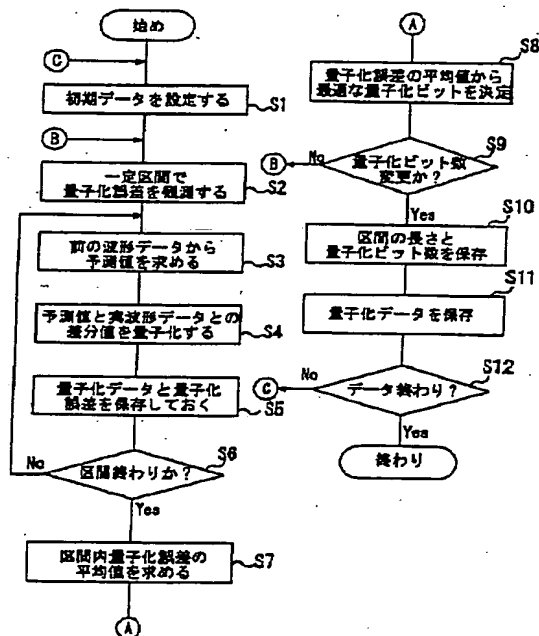 始め
C
初期データを設定する
S1
B
一定区間で
量子化誤差を観測する
S2
前の波形データから
予測値を求める
S3
予測値と実波形データとの
差分値を量子化する
S4
量子化データと量子化
誤差を保存しておく
S5
区間終わりか?
S6
No
Yes
区間内量子化誤差の
平均値を求める
S7
A
A
S8
量子化誤差の平均値から
最適な量子化ビットを決定
S9
量子化ビット数
変更か?
No
B
Yes
S10
区間の長さと
量子化ビット数を保存
S11
量子化データを保存
S12
データ終わり?
No
C
Yes
終わり